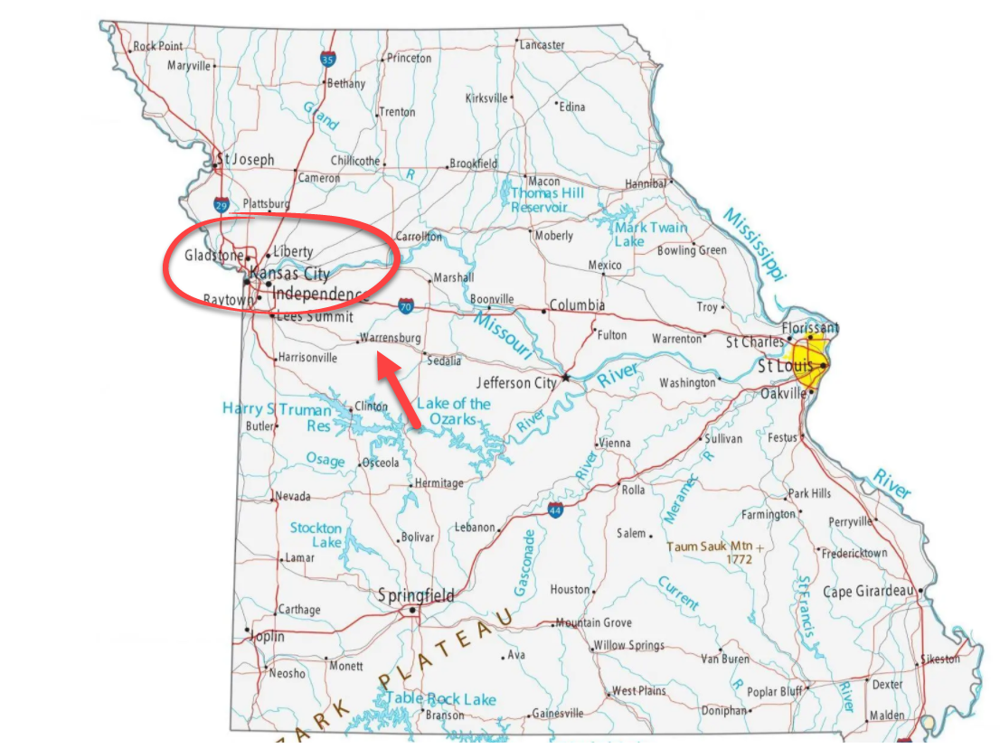 Rock Point
Maryville
35
Princeton
Lancaster
Bethany
Kirksville
Edina
Grand
Trenton
St Joseph
Chillicothe
R
Brookfield
Cameron
Macon
Hannibal
29
Plattsburg
Thomas Hill
Reservoir
Mark Twain
Lake
Mississippi
Carrollton
Moberly
Bowling Green
Gladstone
Liberty
Kansas City
Mexico
Marshall
Raytown
Independence
70
Boonville
Columbia
Troy
Lees Summit
Missouri
Florissant
Warrensburg
Fulton
Warrenton
St Charles
Harrisonville
Sedalia
St Louis
Jefferson City
River
Washington
Oakville
Harry S Truman
Res
Clinton
Lake of the
Ozarks
River
Butler
Vienna
Sullivan
Festus
Osage
Osceola
River
R
Meramec
Hermitage
Rolla
River
Nevada
Park Hills
44
Farmington
Perryville
Stockton
Lake
Lebanon
Bolivar
Salem
Taum Sauk Mtn +
1772
Gasconade
Fredericktown
Lamar
Springfield
Houston
Current
St Francis
Cape Girardeau
Carthage
Mountain Grove
Joplin
Willow Springs
Ava
Van Buren
Sikeston
Neosho
Monett
PLATEAU
R
River
Table Rock Lake
West Plains
Poplar Bluff
Dexter
Branson
Gainesville
Doniphan
Malden
ZARK